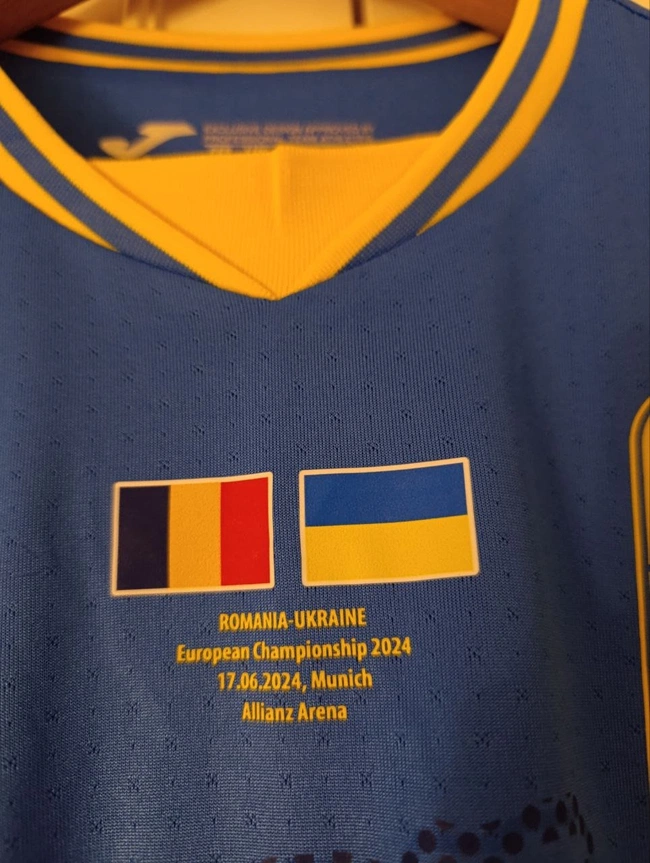 ROMANIA-UKRAINE
European Championship 2024
17.06.2024, Munich
Allianz Arena